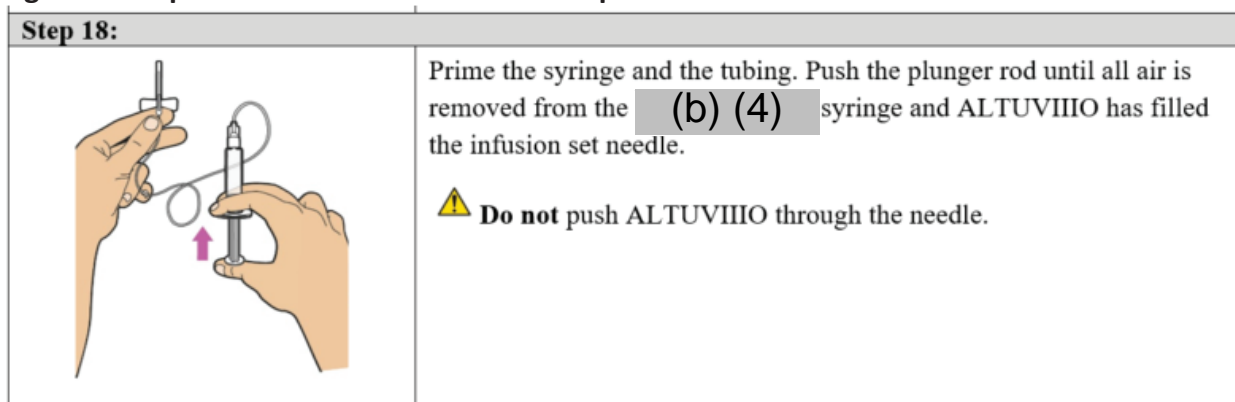 Step 18:
Prime the syringe and the tubing. Push the plunger rod until all air is
removed from the (b) (4) syringe and ALTUVIIIO has filled
the infusion set needle.
Do not push ALTUVIIIO through the needle.